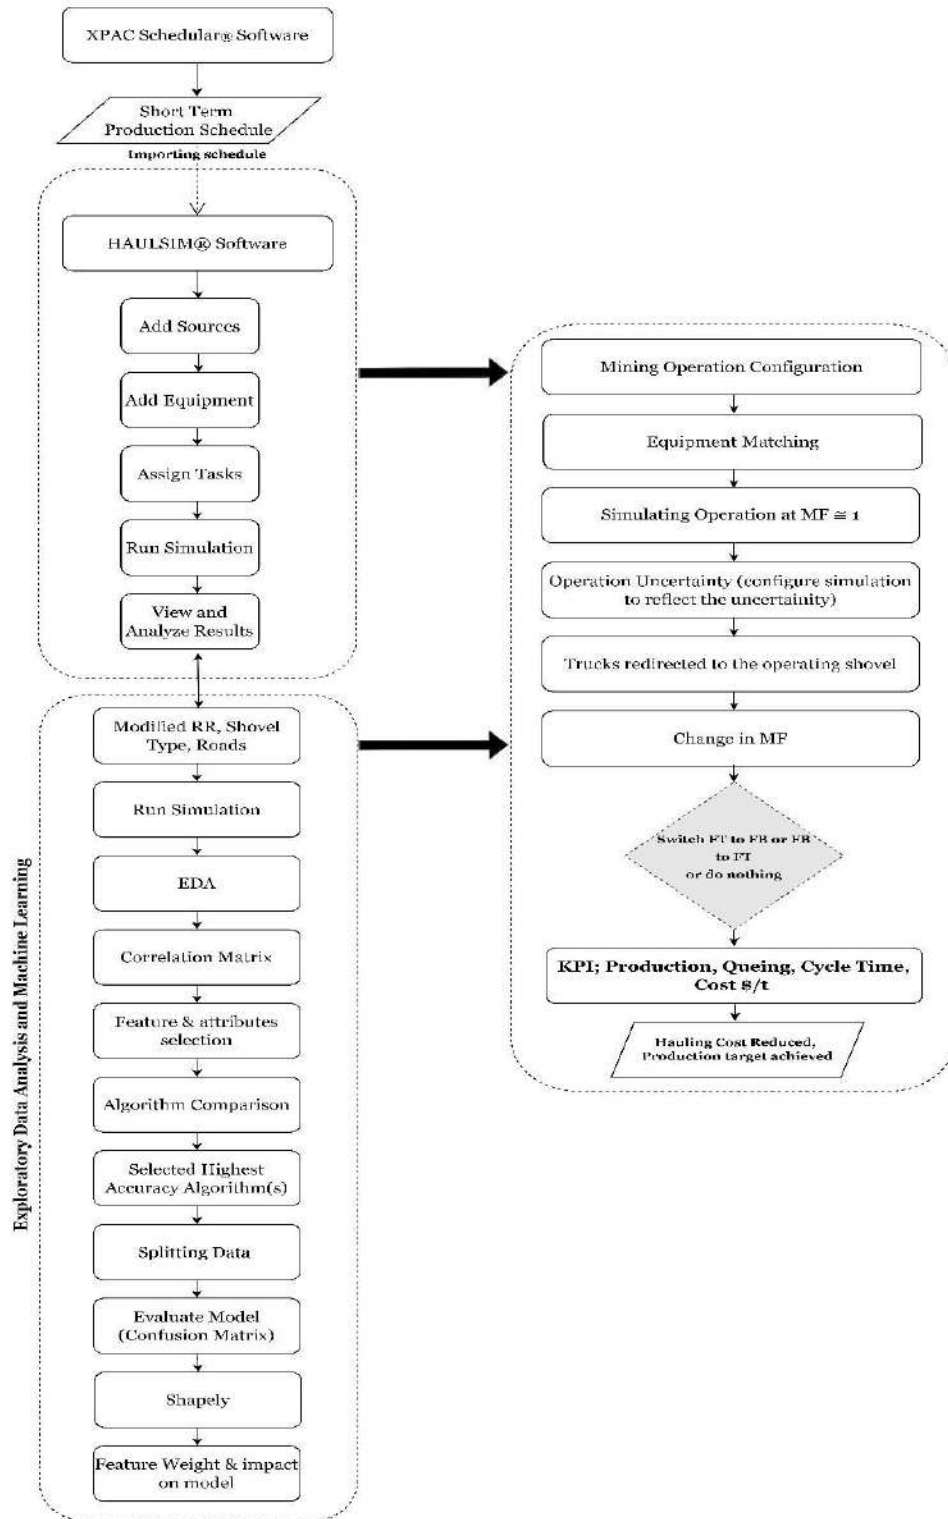 XPAC Schedular® Software
Short Term
Production Schedule
Importing schedule
HAULSIM® Software
Add Sources
Add Equipment
Assign Tasks
Run Simulation
View and
Analyze Results
Exploratory Data Analysis and Machine Learning
Modified RR, Shovel
Type, Roads
Run Simulation
EDA
Correlation Matrix
Feature & attributes
selection
Algorithm Comparison
Selected Highest
Accuracy Algorithm(s)
Splitting Data
Evaluate Model
(Confusion Matrix)
Shapely
Feature Weight & impact
on model
Mining Operation Configuration
Equipment Matching
Simulating Operation at MF ≅ 1
Operation Uncertainty (configure simulation
to reflect the uncertainity)
Trucks redirected to the operating shovel
Change in MF
Switch FT to FB or FB
to FT
or do nothing
KPI; Production, Queing, Cycle Time,
Cost $/t
Hauling Cost Reduced,
Production target achieved